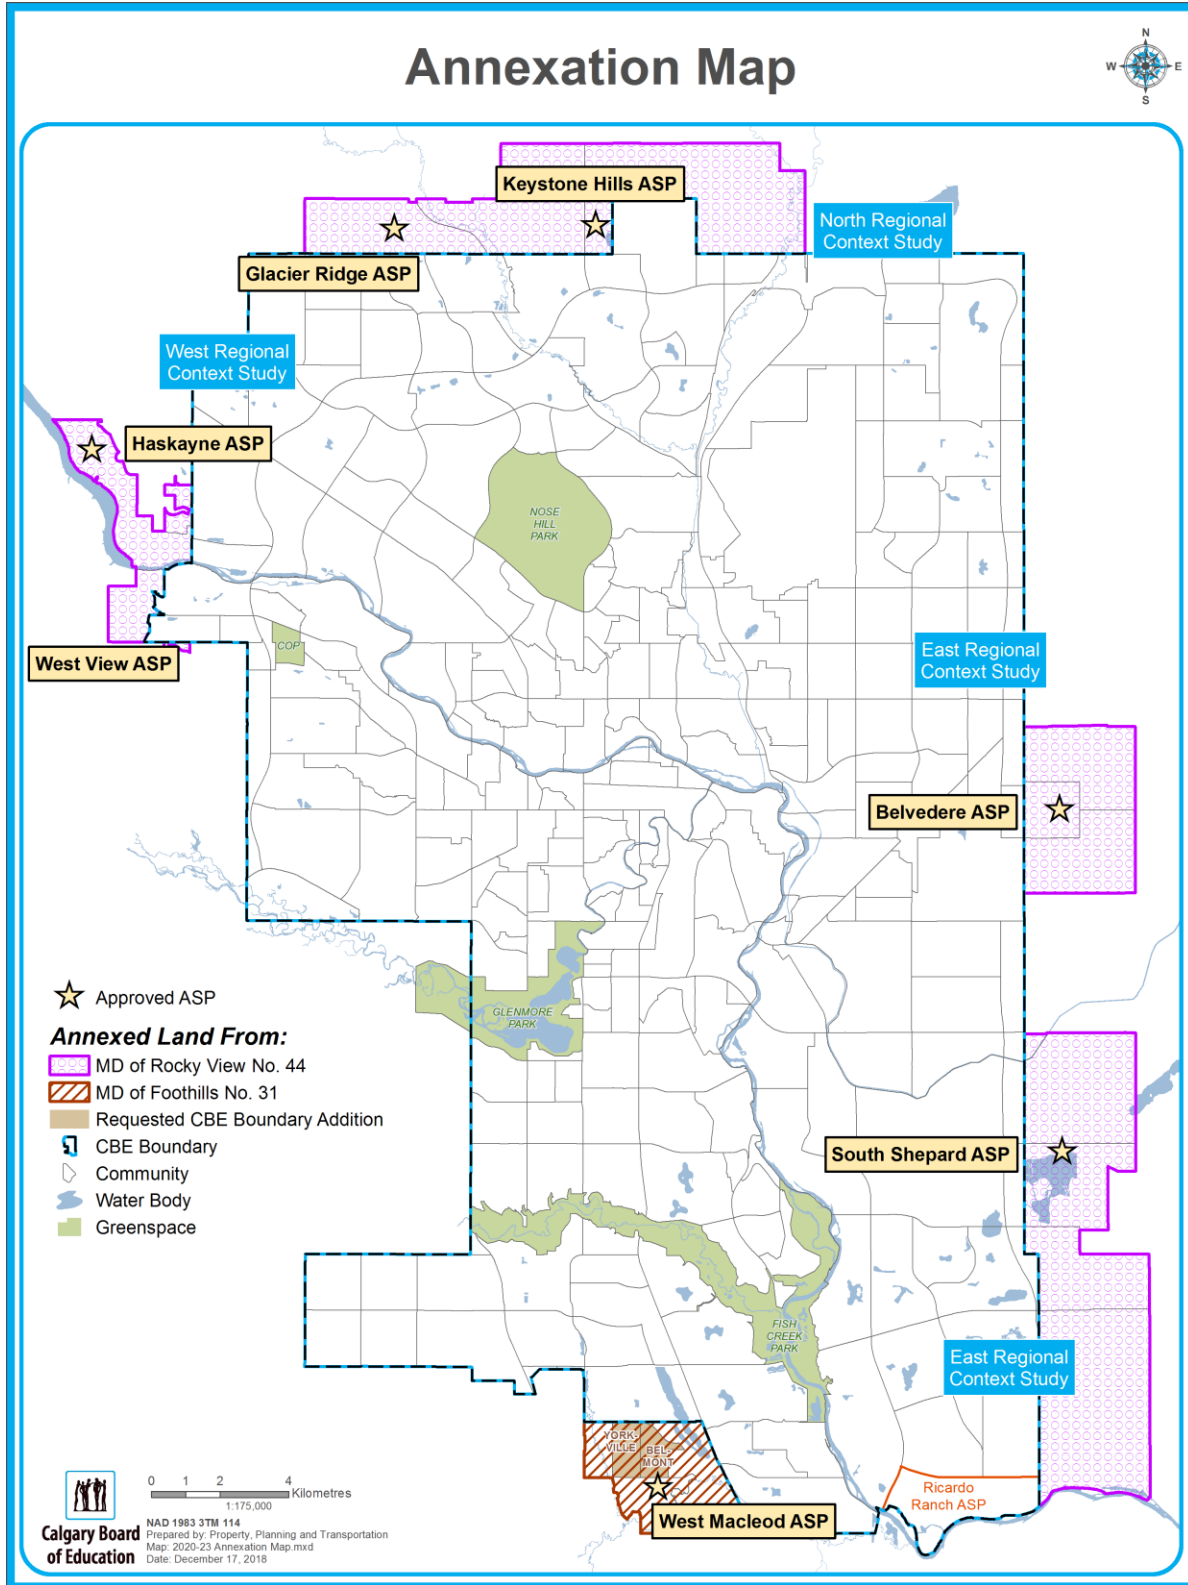 Annexation Map
N
W E
S
Keystone Hills ASP
North Regional
Context Study
Glacier Ridge ASP
West Regional
Context Study
Haskayne ASP
NOSE
HILL
PARK
COP
West View ASP
East Regional
Context Study
Belvedere ASP
GLENMORE
PARK
Approved ASP
Annexed Land From:
MD of Rocky View No. 44
MD of Foothills No. 31
Requested CBE Boundary Addition
CBE Boundary
Community
Water Body
Greenspace
South Shepard ASP
FISH
CREEK
PARK
East Regional
Context Study
YORK-
VILLE
BEL-
MONT
Ricardo
Ranch ASP
West Macleod ASP
0 1 2 4
Kilometres
1:175,000
Calgary Board
of Education
NAD 1983 3TM 114
Prepared by: Property, Planning and Transportation
Map: 2020-23 Annexation Map.mxd
Date: December 17, 2018